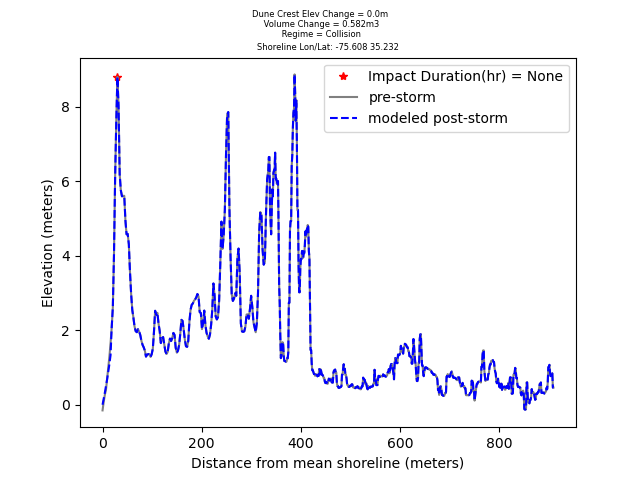 Dune Crest Elev Change = 0.0m
Volume Change = 0.582m3
Regime = Collision
Shoreline Lon/Lat: -75.608 35.232
Impact Duration(hr) = None
pre-storm
modeled post-storm
Elevation (meters)
8
6
4
2
0
0 200 400 600 800
Distance from mean shoreline (meters)